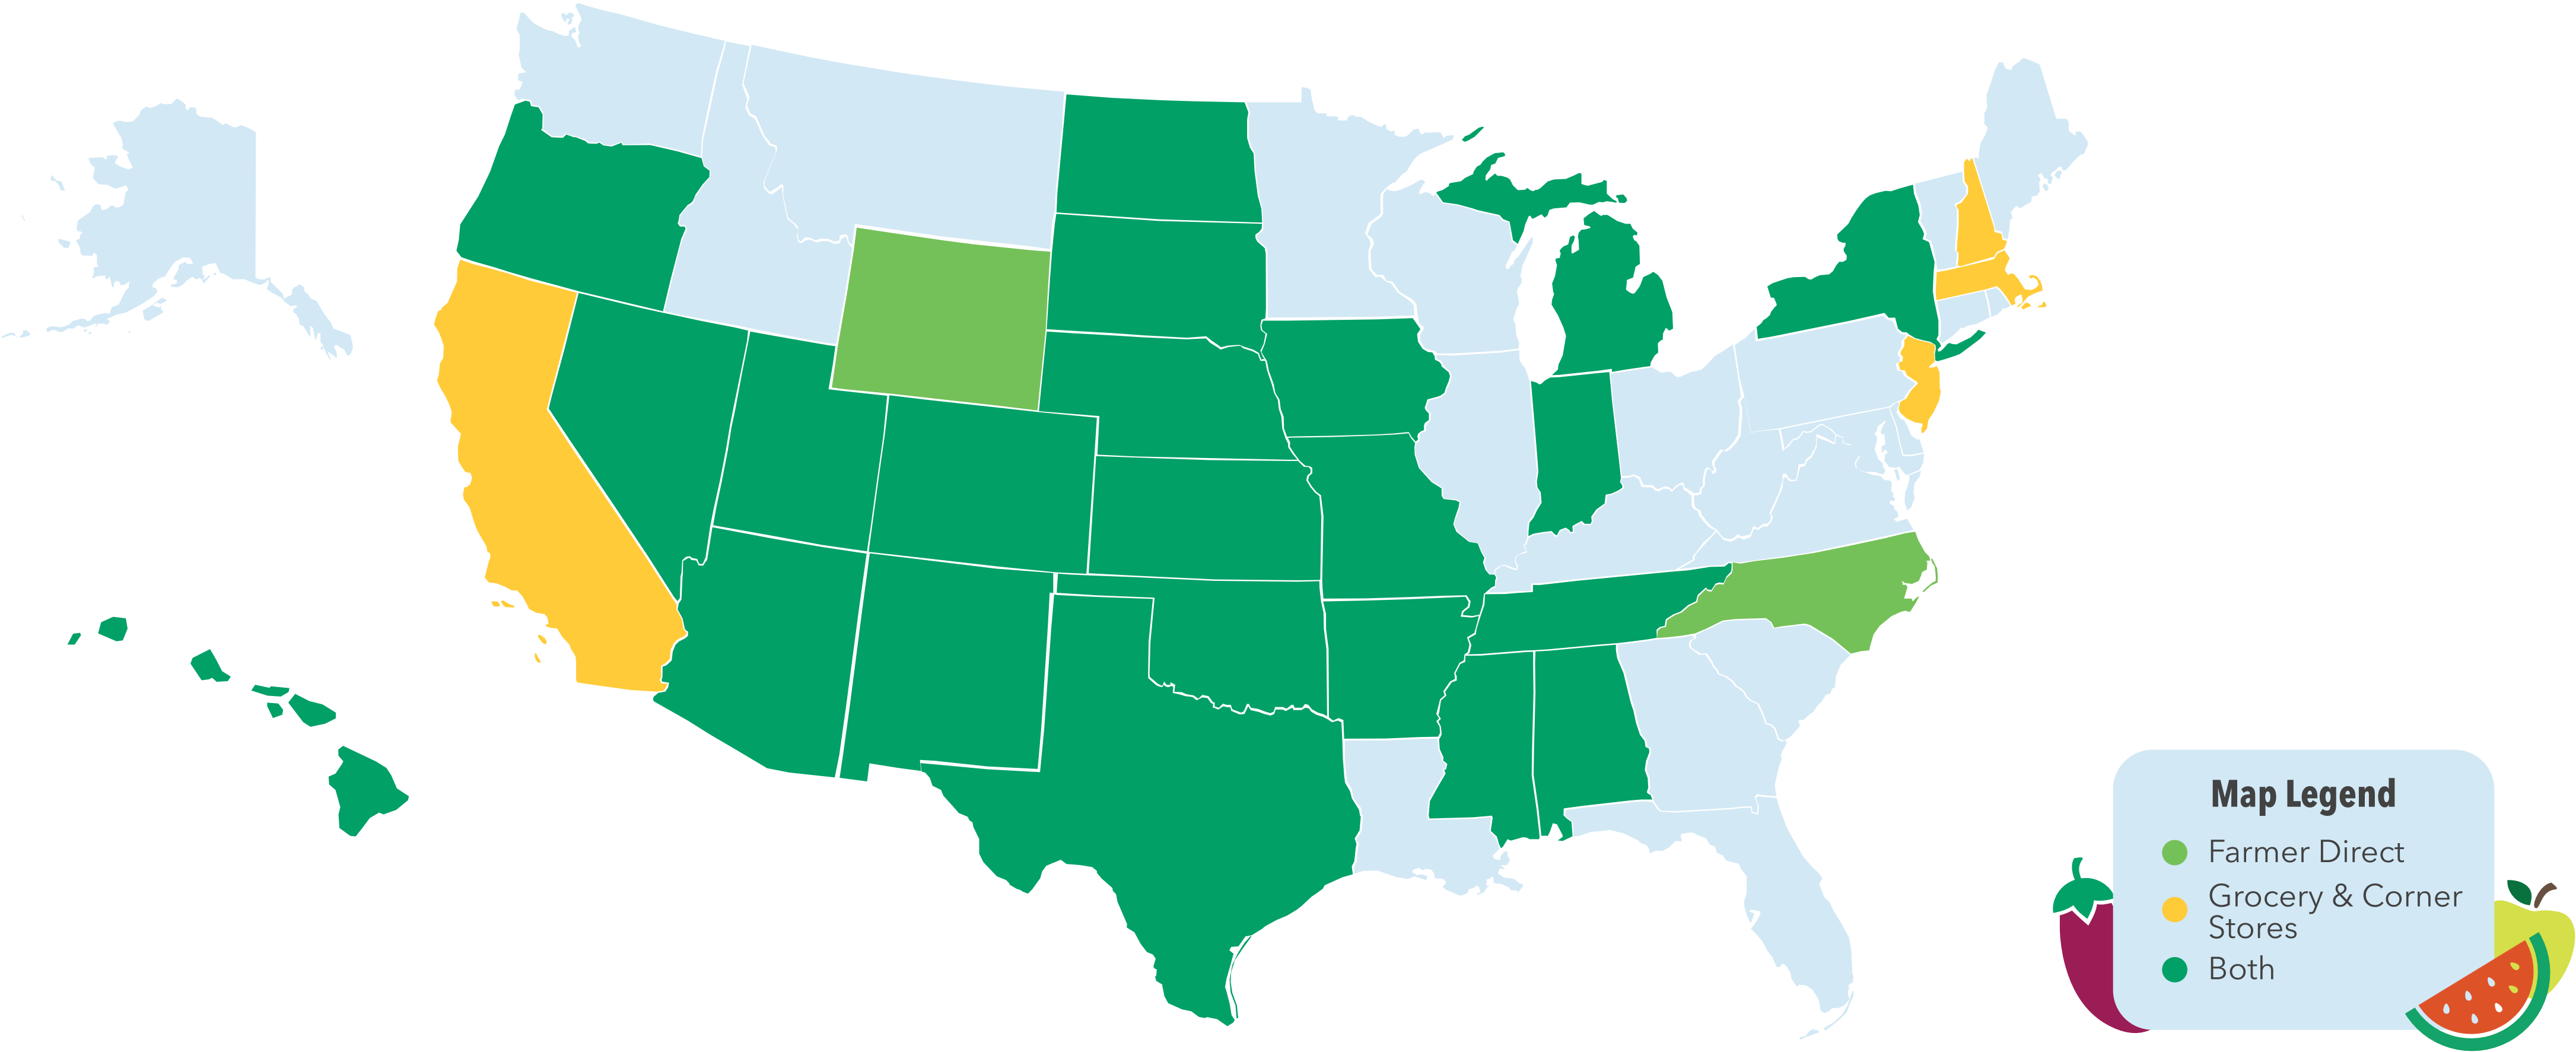 Map Legend
Farmer Direct
Grocery & Corner
Stores
Both